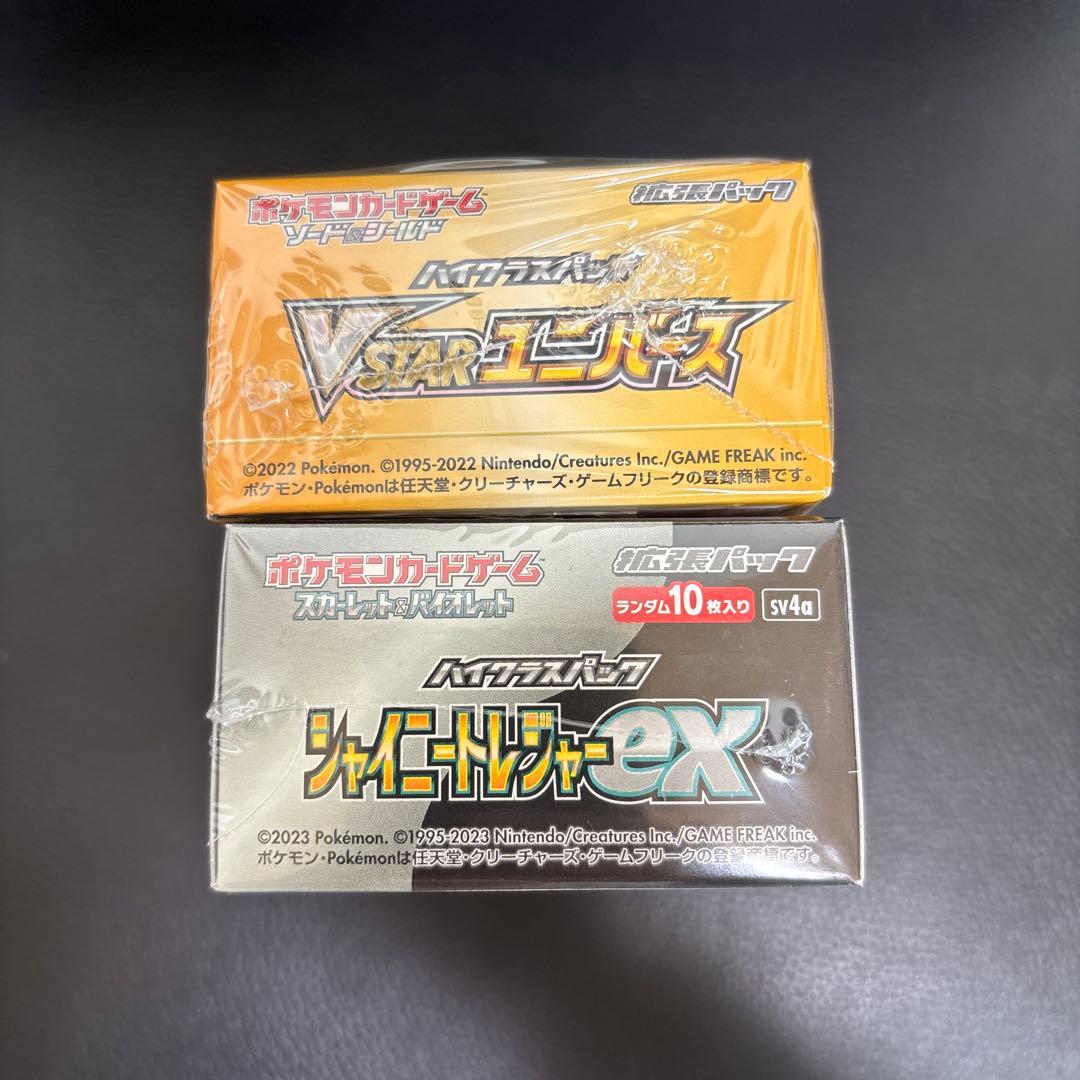 ポケモンカードゲーム
ソード&シールド
拡張パック
ハイクラスパック
VSTARユニバース
©2022 Pokémon. ©1995-2022 Nintendo/Creatures Inc./GAME FREAK inc.
ポケモン・Pokémonは任天堂・クリーチャーズ・ゲームフリークの登録商標です。
ポケモンカードゲーム
スカーレット&バイオレット
拡張パック
ランダム10枚入り
sv4a
ハイクラスパック
シャイニートレジャーex
©2023 Pokémon. ©1995-2023 Nintendo/Creatures Inc./GAME FREAK inc.
ポケモン・Pokémonは任天堂・クリーチャーズ・ゲームフリークの登録商標です。